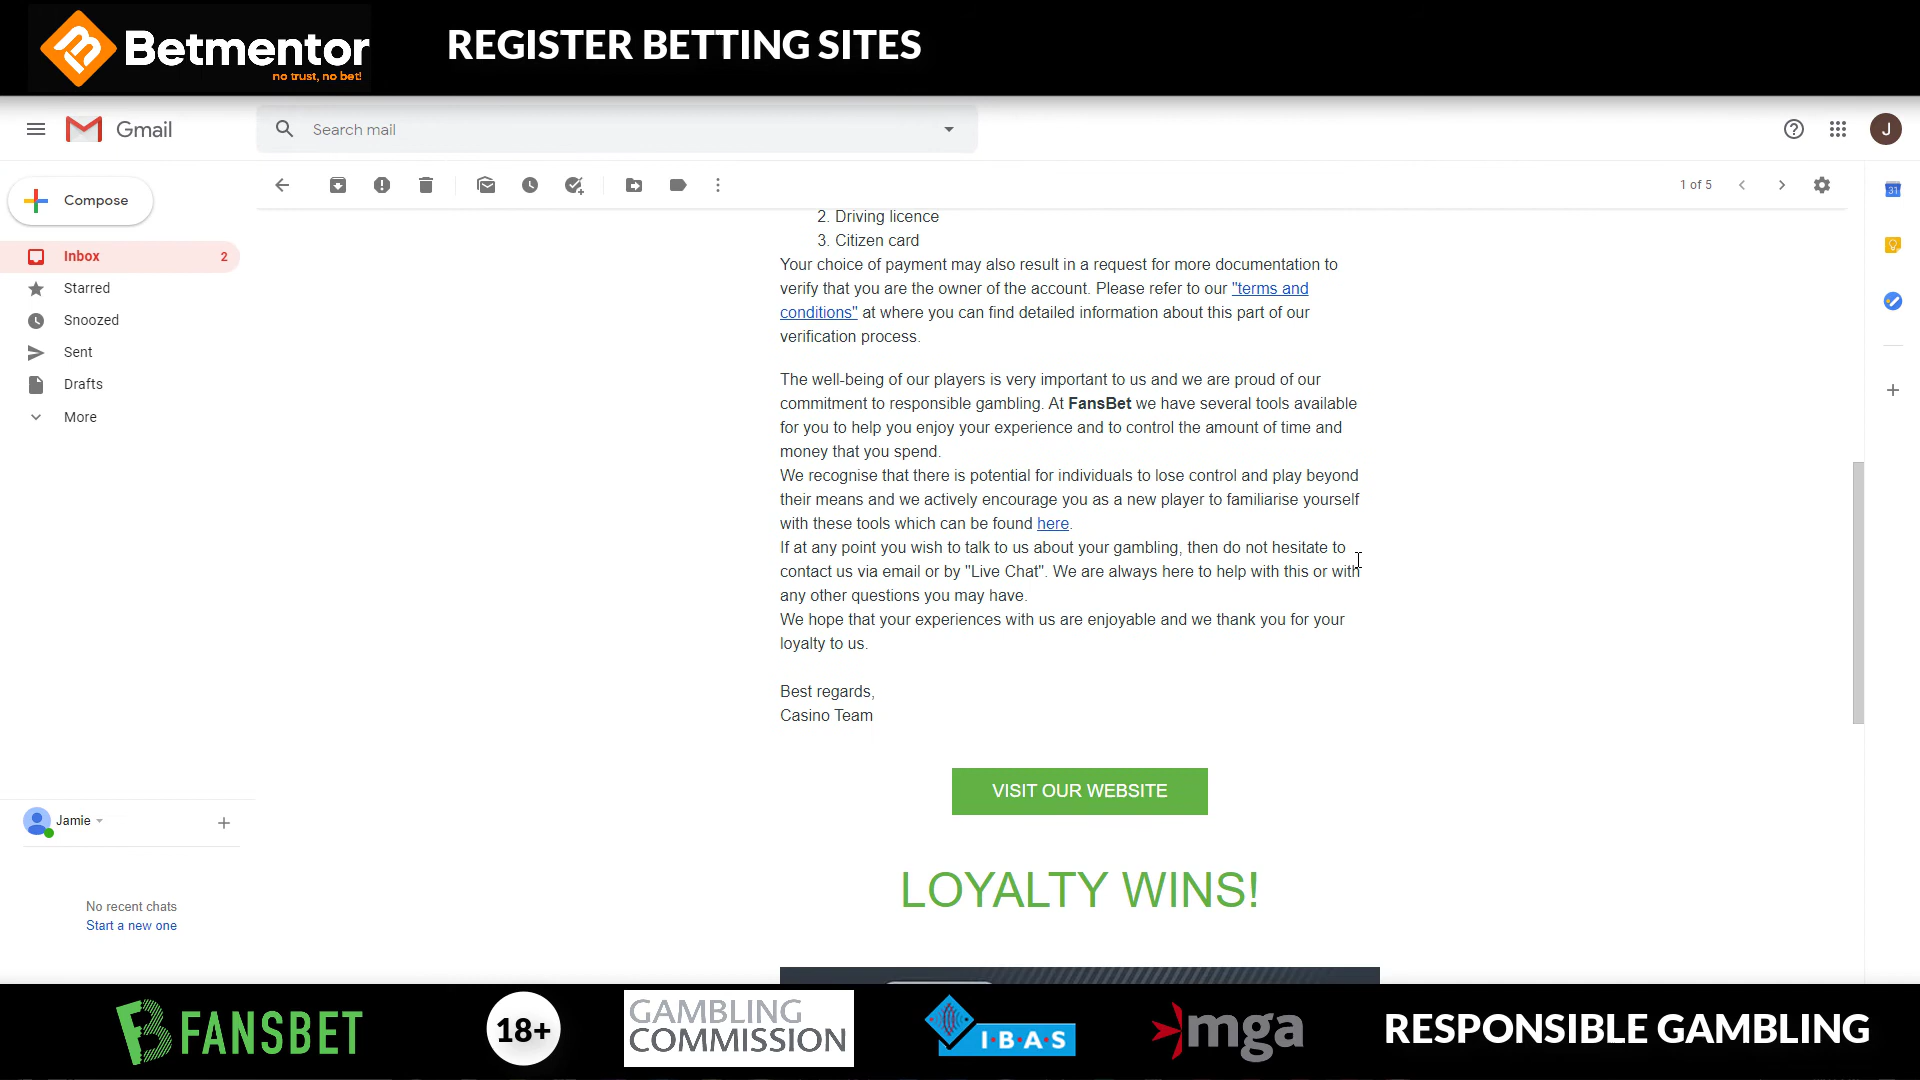 Betmentor
no trust, no bet!
REGISTER BETTING SITES
Gmail
Search mail
J
Compose
1 of 5
31
Inbox 2
Starred
Snoozed
Sent
Drafts
More
2. Driving licence
3. Citizen card
Your choice of payment may also result in a request for more documentation to
verify that you are the owner of the account. Please refer to our "terms and
conditions" at where you can find detailed information about this part of our
verification process.
The well-being of our players is very important to us and we are proud of our
commitment to responsible gambling. At FansBet we have several tools available
for you to help you enjoy your experience and to control the amount of time and
money that you spend.
We recognise that there is potential for individuals to lose control and play beyond
their means and we actively encourage you as a new player to familiarise yourself
with these tools which can be found here.
If at any point you wish to talk to us about your gambling, then do not hesitate to
contact us via email or by "Live Chat". We are always here to help with this or with
any other questions you may have.
We hope that your experiences with us are enjoyable and we thank you for your
loyalty to us.
Best regards,
Casino Team
VISIT OUR WEBSITE
LOYALTY WINS!
Jamie
No recent chats
Start a new one
FANSBET
18+
GAMBLING
COMMISSION
I·B·A·S
mga
RESPONSIBLE GAMBLING